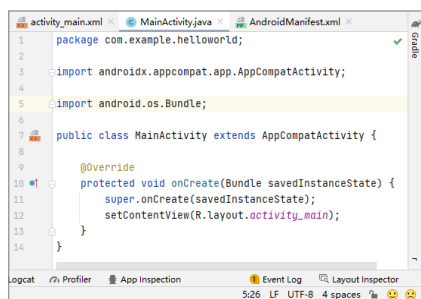 activity_main.xml MainActivity.java AndroidManifest.xml
1 package com.example.helloworld;
2
3 import androidx.appcompat.app.AppCompatActivity;
4
5 import android.os.Bundle;
6
7 public class MainActivity extends AppCompatActivity {
8
9 @Override
10 protected void onCreate(Bundle savedInstanceState) {
11 super.onCreate(savedInstanceState);
12 setContentView(R.layout.activity_main);
13 }
14 }
Gradle
Logcat Profiler App Inspection 1 Event Log Layout Inspector
5:26 LF UTF-8 4 spaces